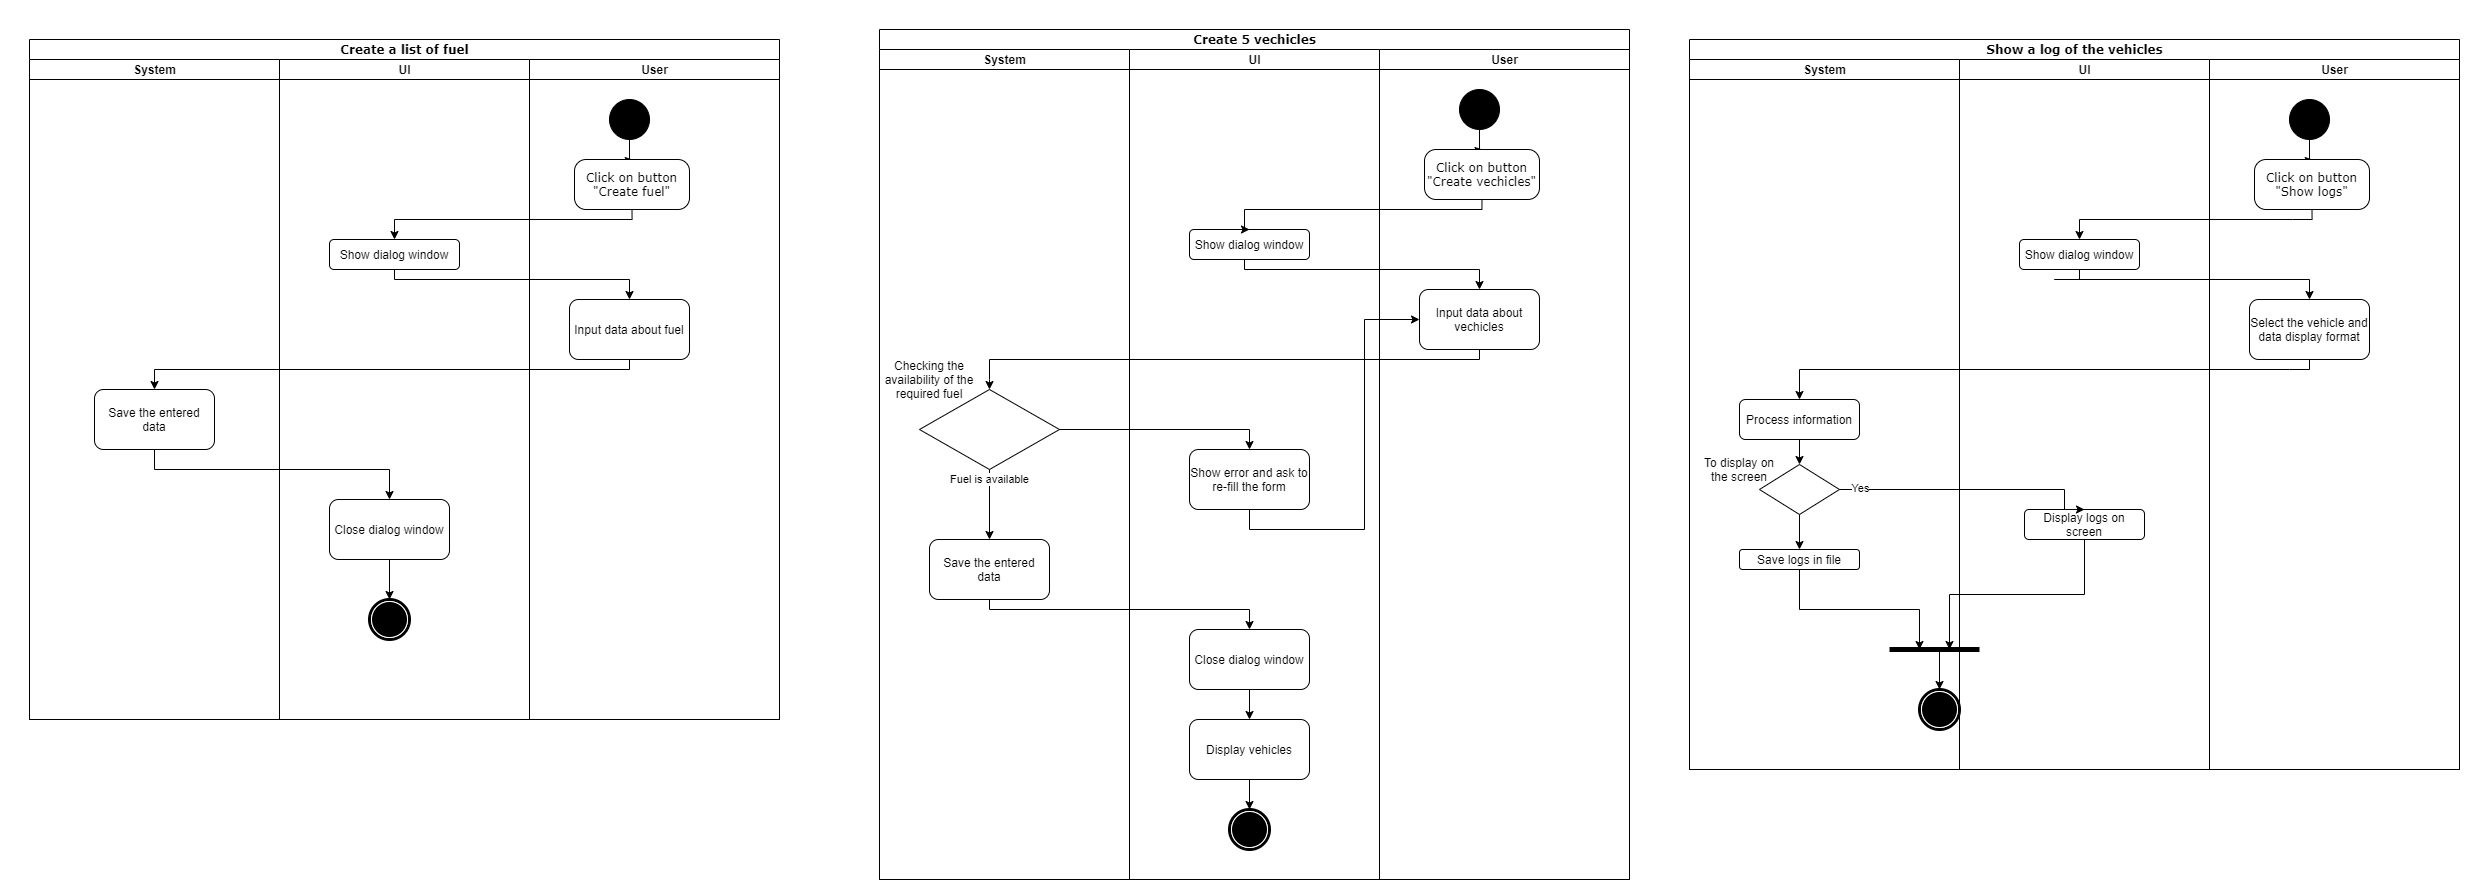 Create a list of fuel
System
UI
User
Click on button
"Create fuel"
Show dialog window
Input data about fuel
Save the entered
data
Close dialog window
Create 5 vechicles
System
UI
User
Click on button
"Create vechicles"
Show dialog window
Input data about
vechicles
Checking the
availability of the
required fuel
Show error and ask to
re-fill the form
Fuel is available
Save the entered
data
Close dialog window
Display vehicles
Show a log of the vehicles
System
UI
User
Click on button
"Show logs"
Show dialog window
Select the vehicle and
data display format
Process information
To display on
the screen
Yes
Display logs on
screen
Save logs in file